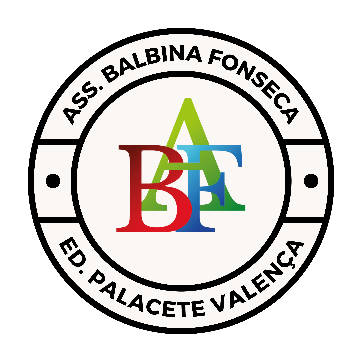 ASS. BALBINA FONSECA
ABF
ED. PALACETE VALENÇA